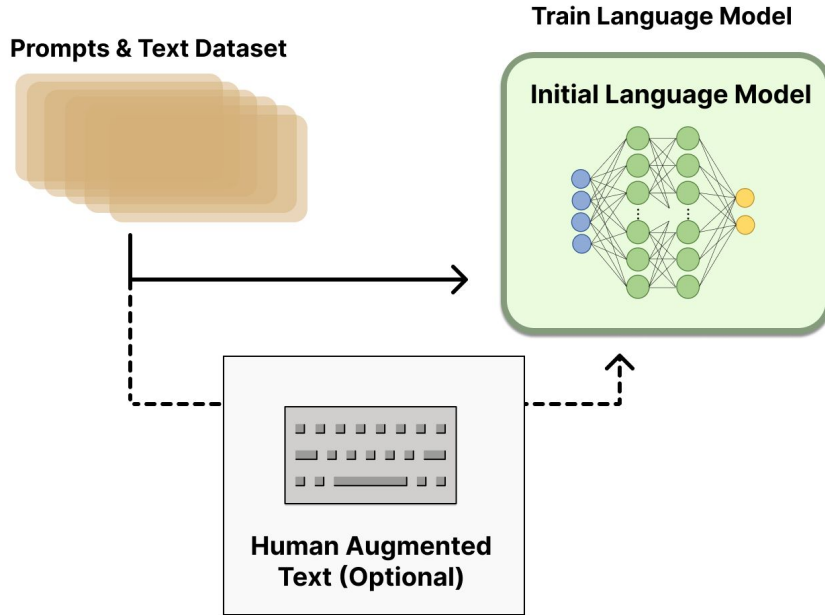 Train Language Model
Prompts & Text Dataset
Initial Language Model
Human Augmented
Text (Optional)